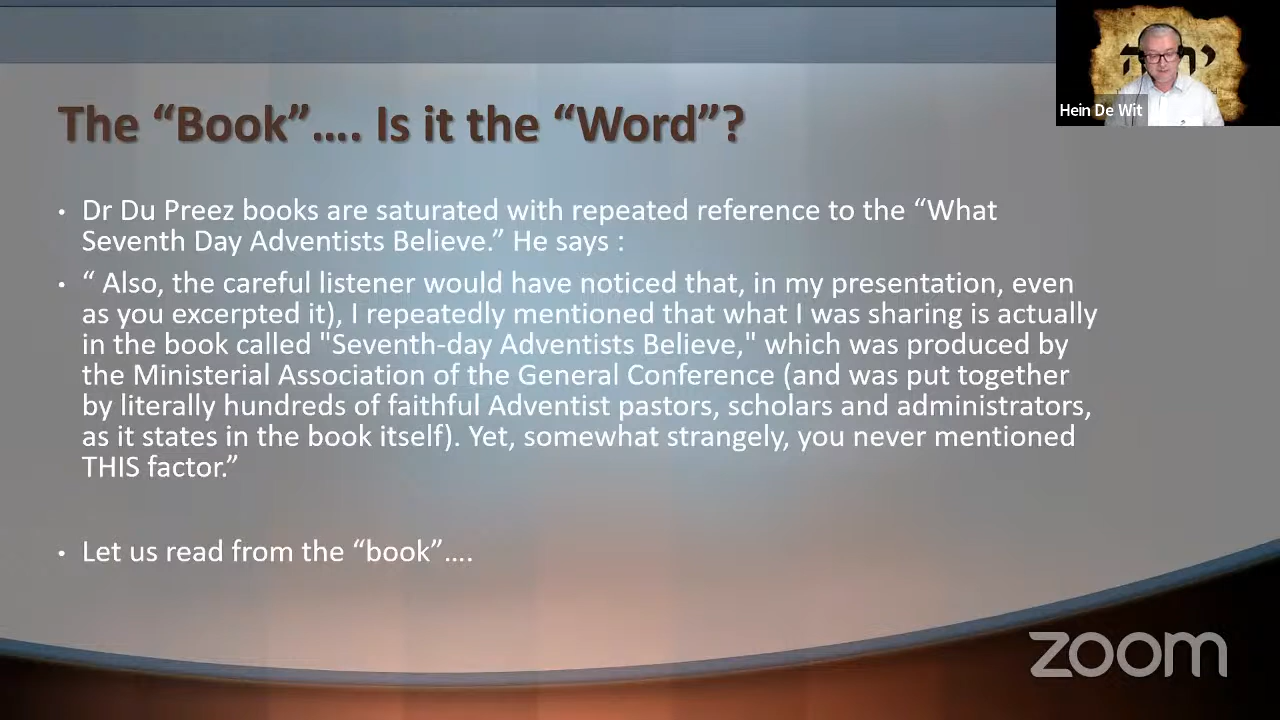 The “Book”…. Is it the “Word”?
• Dr Du Preez books are saturated with repeated reference to the “What
Seventh Day Adventists Believe.” He says :
• “ Also, the careful listener would have noticed that, in my presentation, even
as you excerpted it), I repeatedly mentioned that what I was sharing is actually
in the book called "Seventh-day Adventists Believe," which was produced by
the Ministerial Association of the General Conference (and was put together
by literally hundreds of faithful Adventist pastors, scholars and administrators,
as it states in the book itself). Yet, somewhat strangely, you never mentioned
THIS factor.”
• Let us read from the “book”….
Hein De Wit
zoom